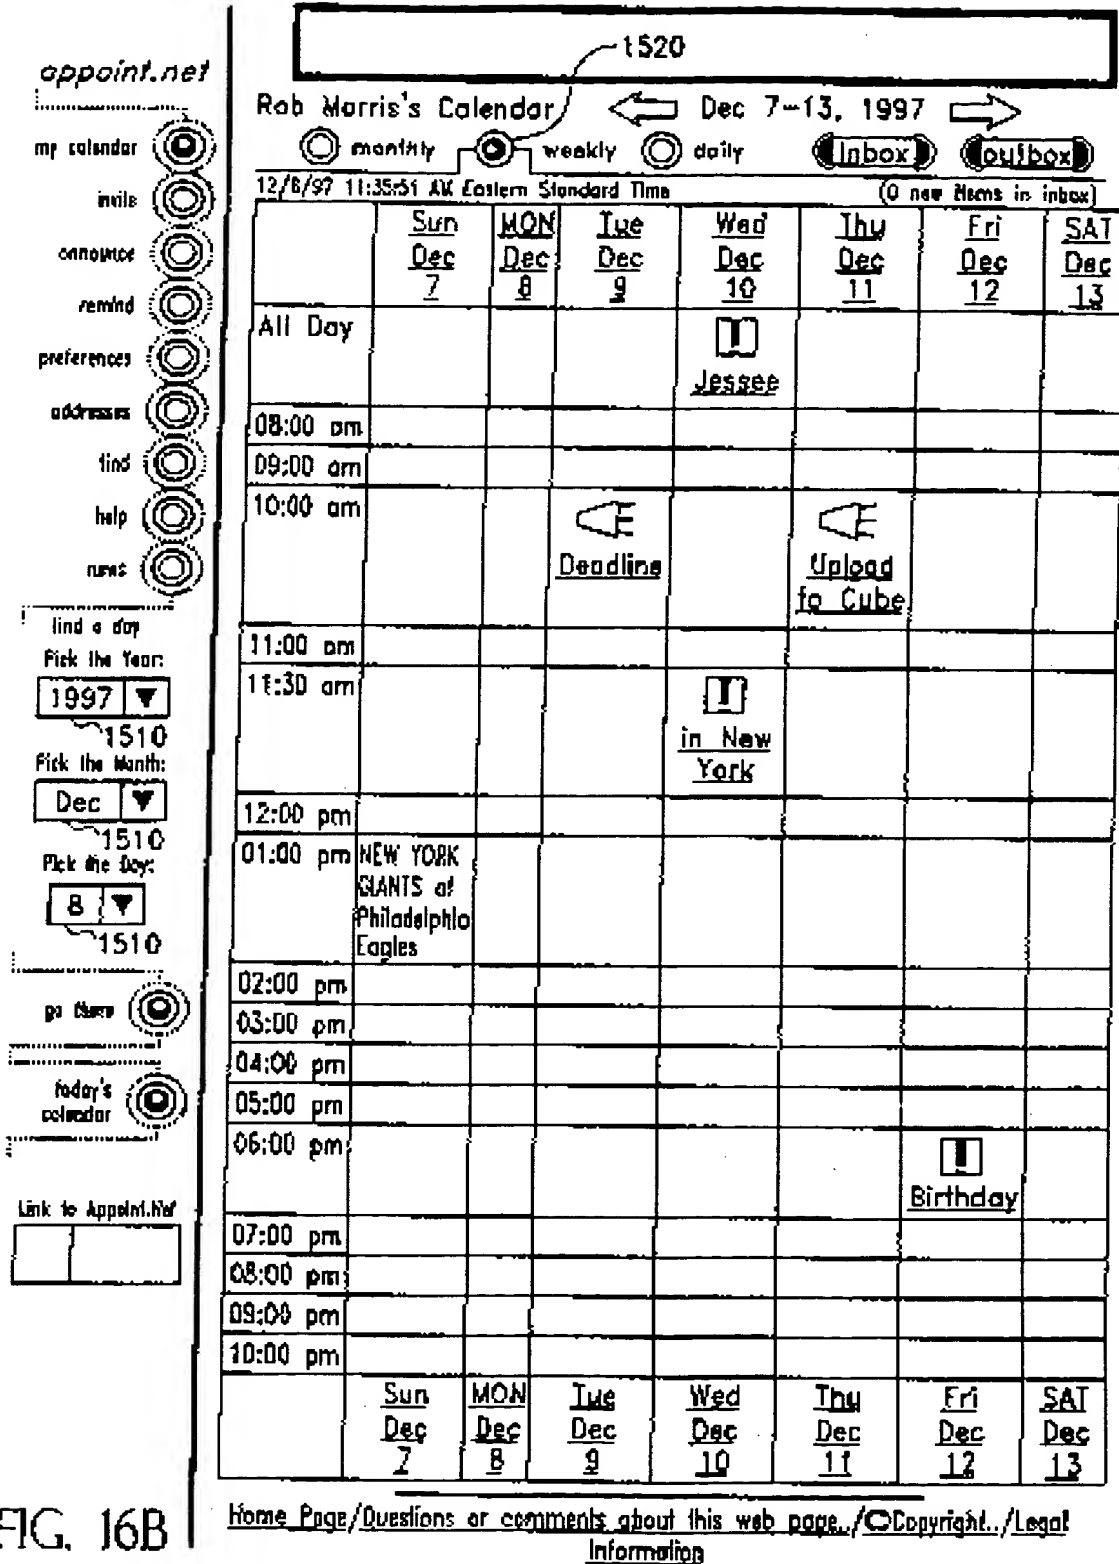 1520
appoint.net
Rob Morris's Calendar Dec 7-13, 1997
monthly weekly daily Inbox outbox
12/8/97 11:35:51 AM Eastern Standard Time (0 new items in inbox)
my calendar
invite
announce
remind
preferences
addresses
find
help
find a day
Pick the Year:
1997
1510
Pick the Month:
Dec
1510
Pick the Day:
8
1510
go there
today's
calendar
Link to Appoint.Net
Sun Dec 7
MON Dec 8
Tue Dec 9
Wed Dec 10
Thu Dec 11
Fri Dec 12
SAT Dec 13
All Day
Jessee
08:00 am
09:00 am
10:00 am
Deadline
Upload
to Cube
11:00 am
11:30 am
in New
York
12:00 pm
01:00 pm
NEW YORK
GIANTS at
Philadelphia
Eagles
02:00 pm
03:00 pm
04:00 pm
05:00 pm
06:00 pm
Birthday
07:00 pm
08:00 pm
09:00 pm
10:00 pm
Sun Dec 7
MON Dec 8
Tue Dec 9
Wed Dec 10
Thu Dec 11
Fri Dec 12
SAT Dec 13
Home Page/Questions or comments about this web page../©Copyright../Legal
Information
FIG. 16B